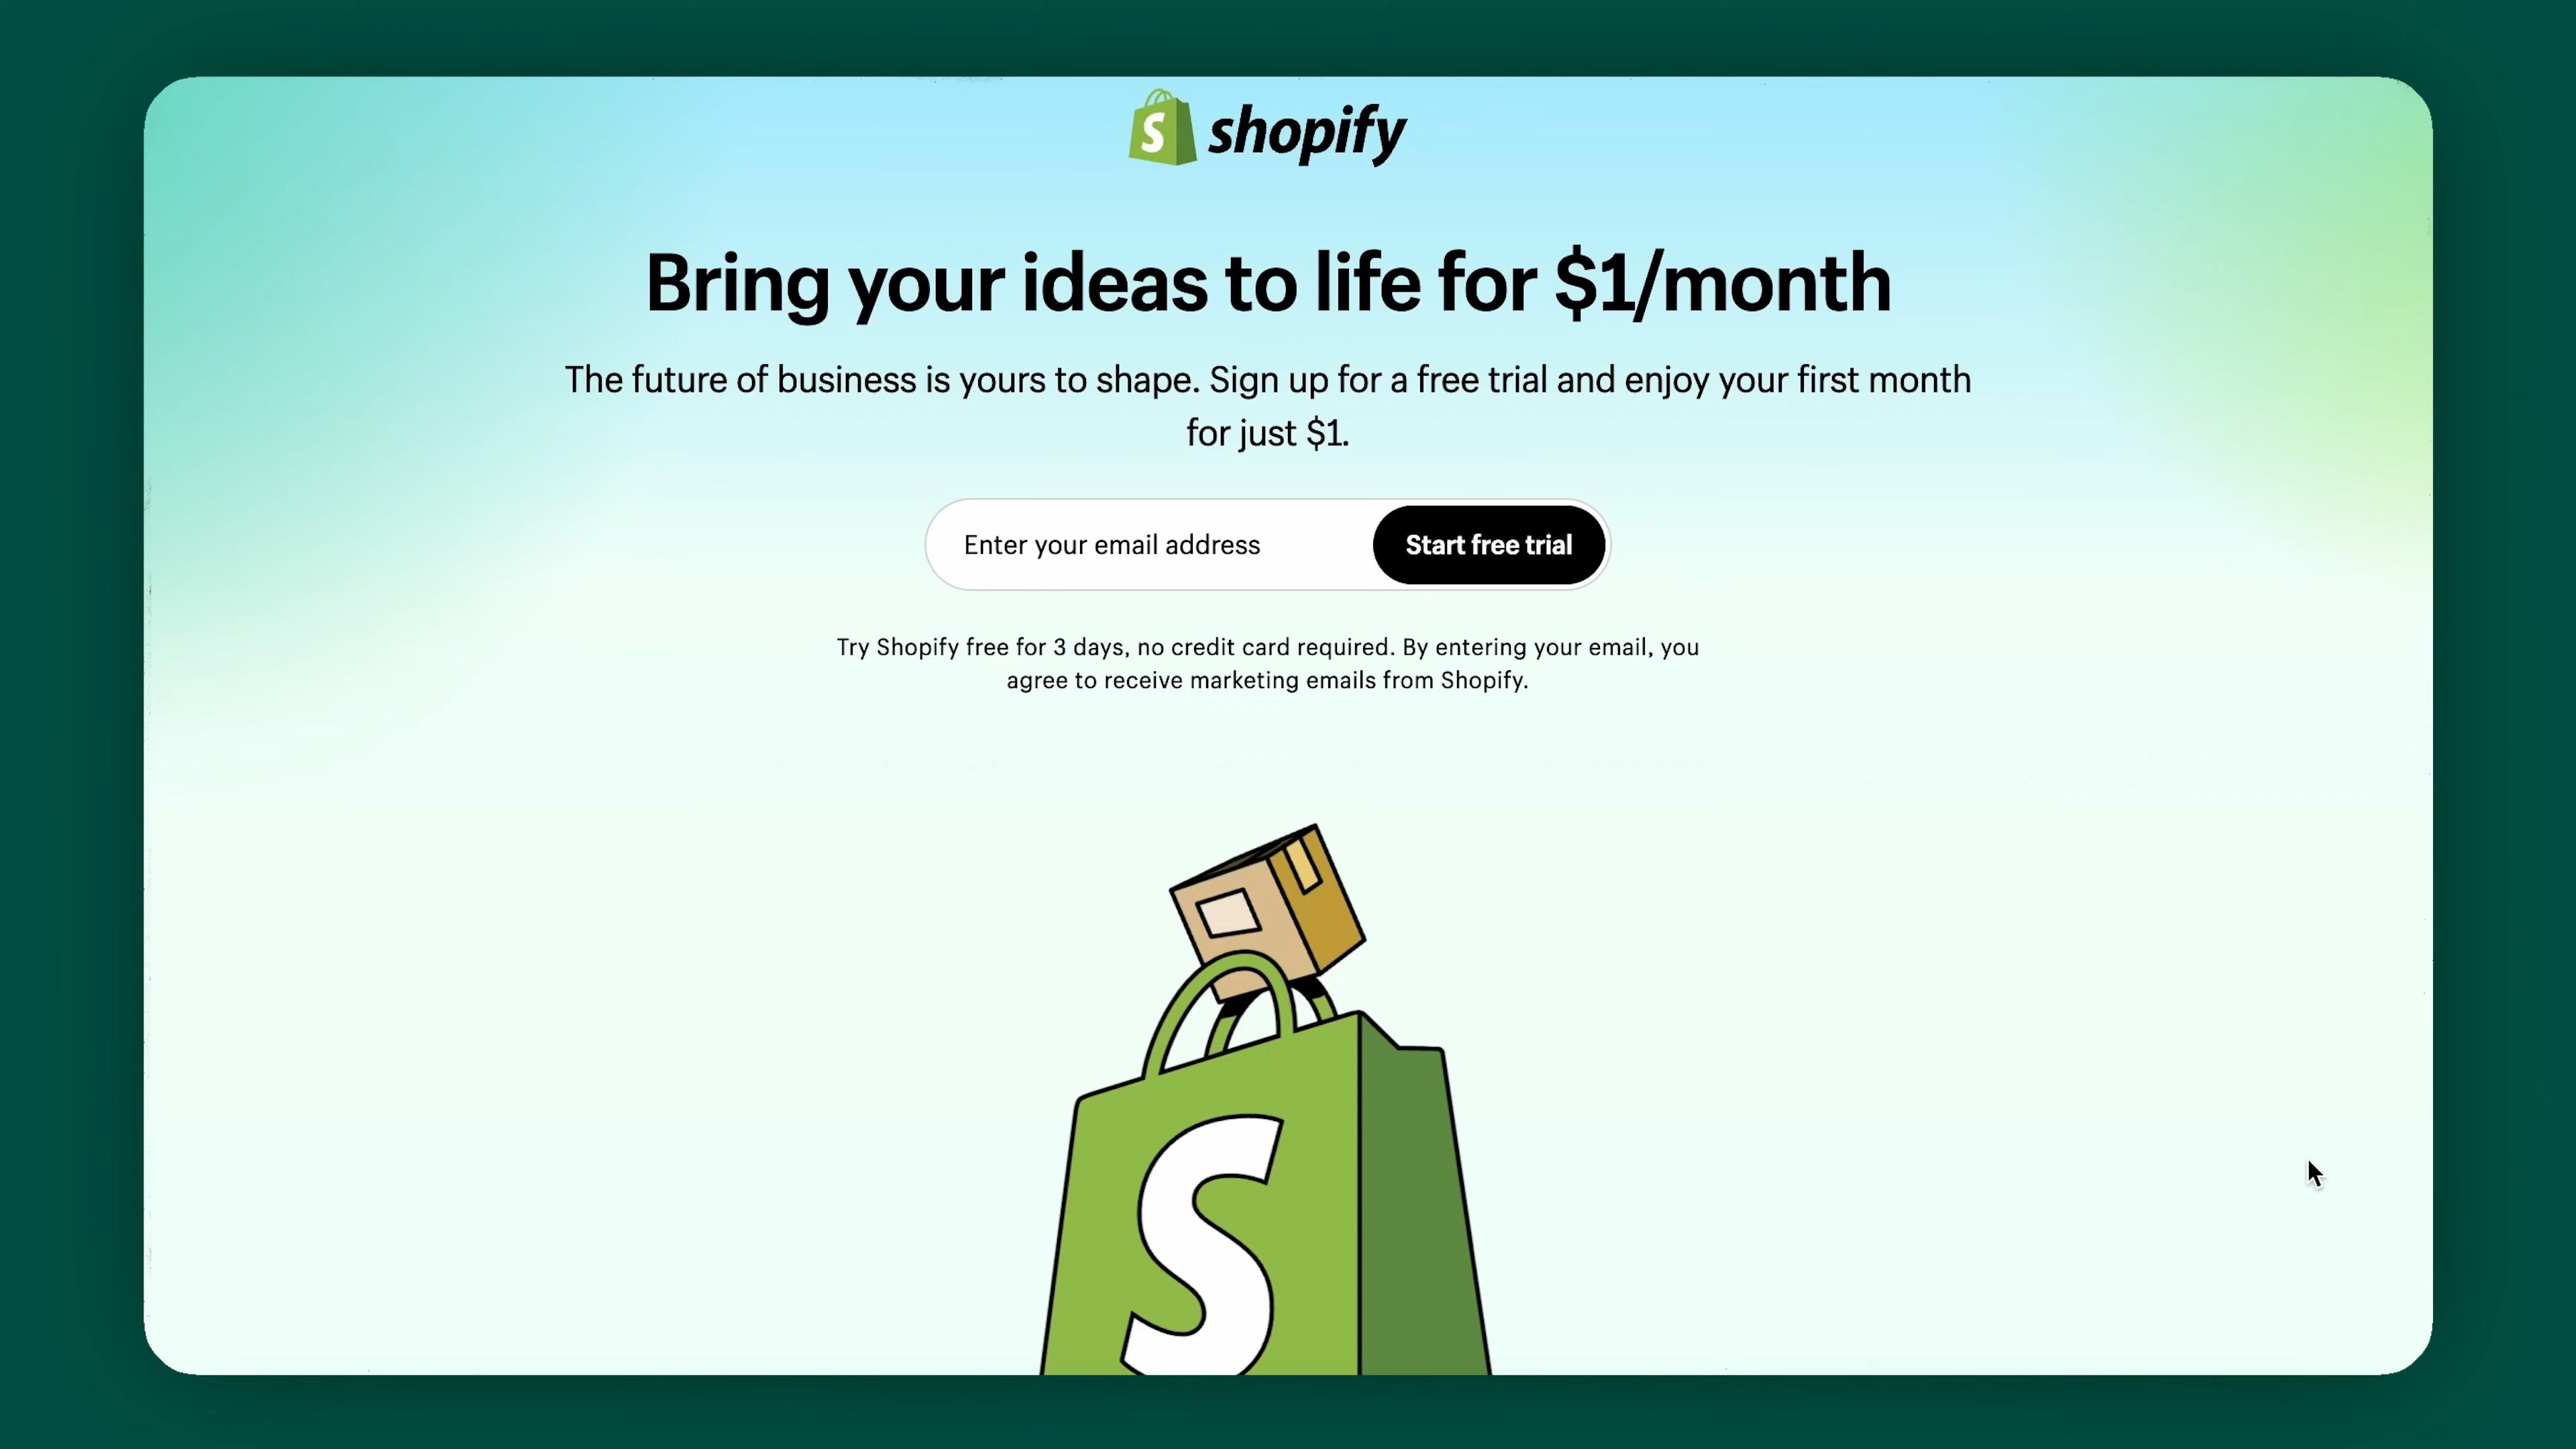 shopify
Bring your ideas to life for $1/month
The future of business is yours to shape. Sign up for a free trial and enjoy your first month
for just $1.
Enter your email address
Start free trial
Try Shopify free for 3 days, no credit card required. By entering your email, you
agree to receive marketing emails from Shopify.